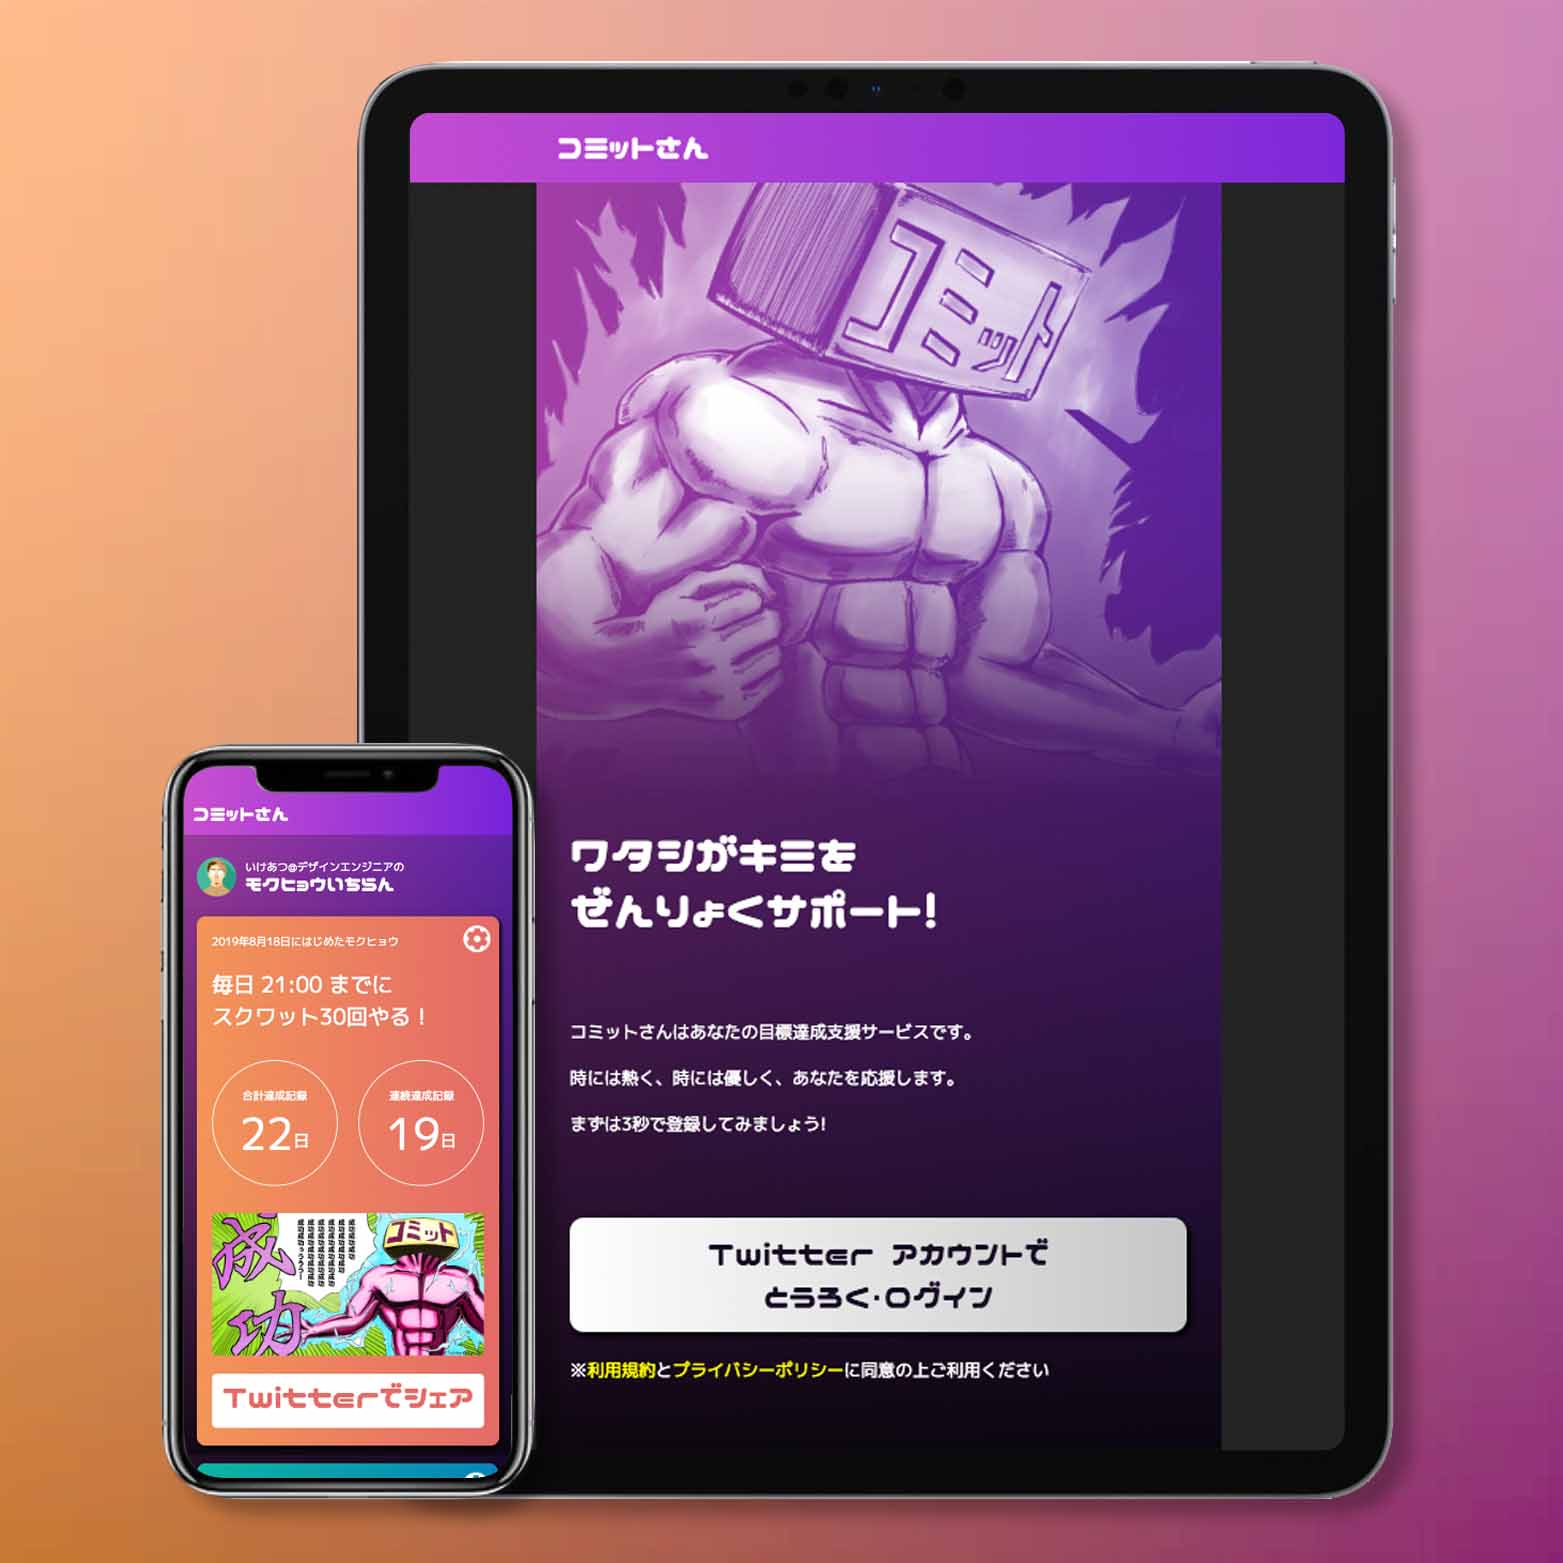 コミットさん
コミット
ワタシがキミを
ぜんりょくサポート!
コミットさんはあなたの目標達成支援サービスです。
時には熱く、時には優しく、あなたを応援します。
まずは3秒で登録してみましょう!
Twitter アカウントで
とうろく・ログイン
※利用規約とプライバシーポリシーに同意の上ご利用ください
コミットさん
いけあつ@デザインエンジニアの
モクヒョウいちらん
2019年8月18日にはじめたモクヒョウ
毎日 21:00 までに
スクワット30回やる！
合計達成記録
22日
連続達成記録
19日
成功
コミット
Twitterでシェア